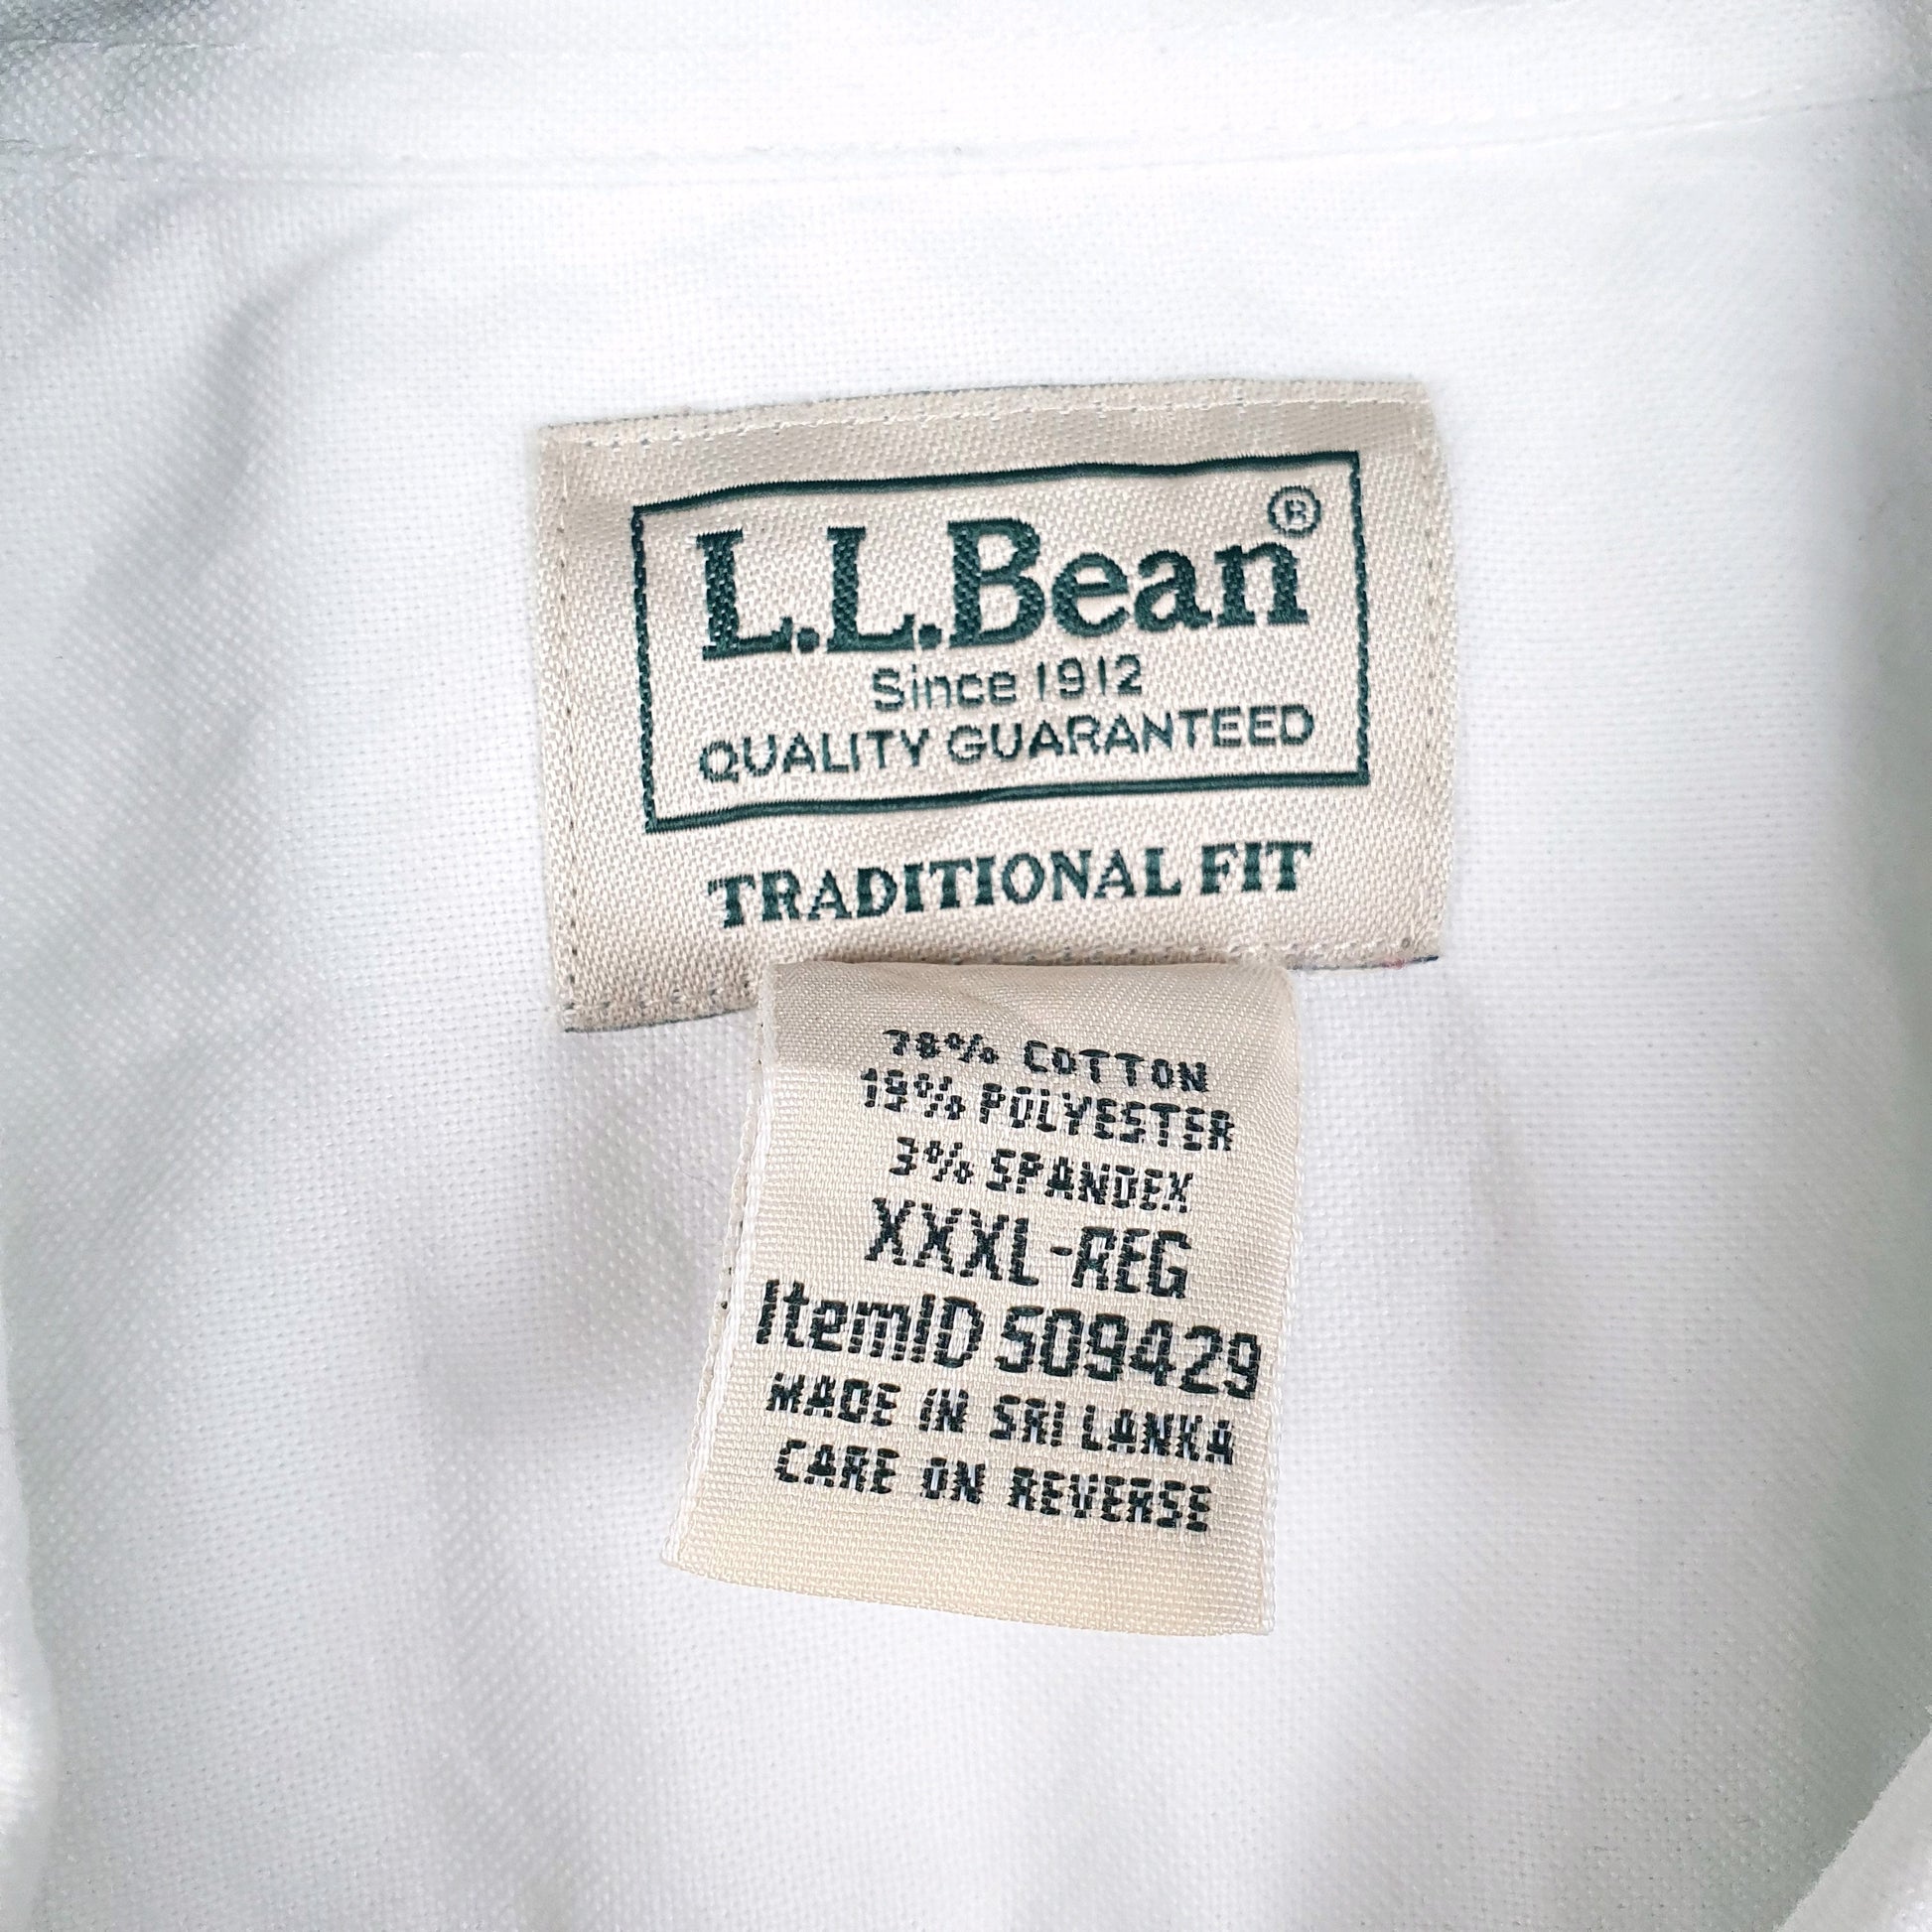 L.L.Bean®
Since 1912
QUALITY GUARANTEED
TRADITIONAL FIT
78% COTTON
19% POLYESTER
3% SPANDEX
XXXL-REG
ItemID 509429
MADE IN SRI LANKA
CARE ON REVERSE